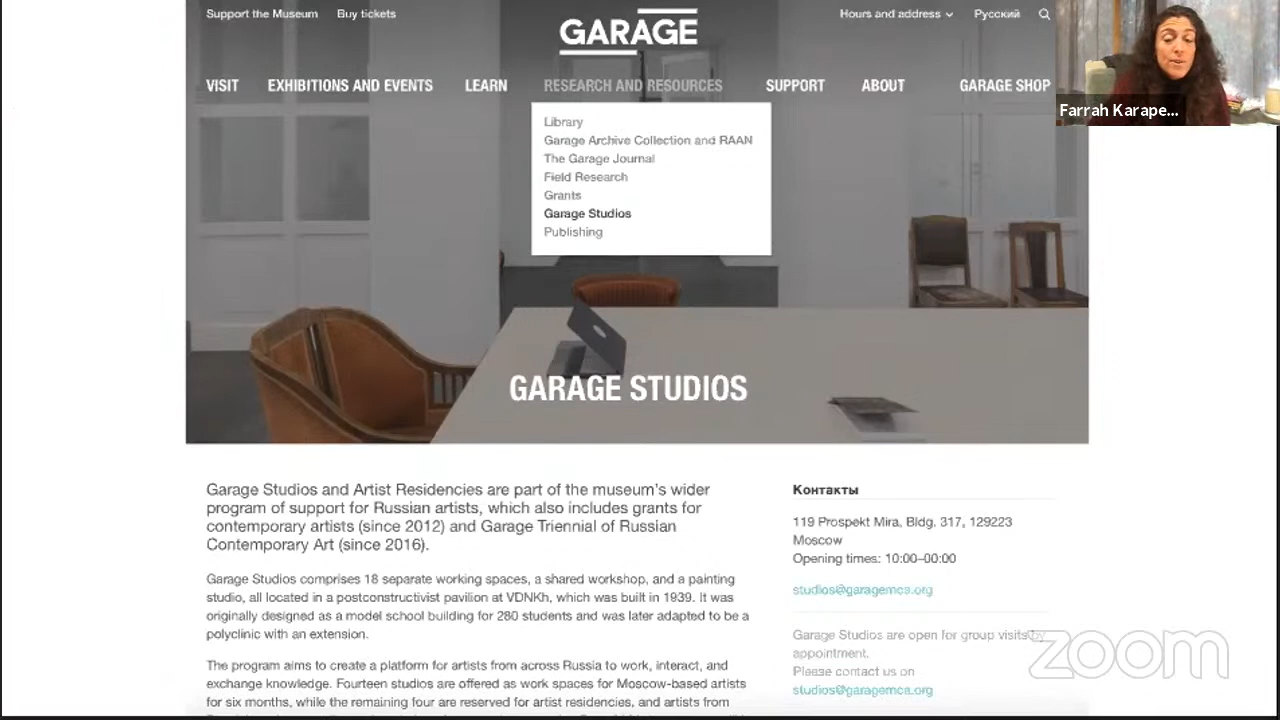 Support the Museum Buy tickets
GARAGE
Hours and address Русский
VISIT EXHIBITIONS AND EVENTS LEARN RESEARCH AND RESOURCES SUPPORT ABOUT GARAGE SHOP
Farrah Karape...
Library
Garage Archive Collection and RAAN
The Garage Journal
Field Research
Grants
Garage Studios
Publishing
GARAGE STUDIOS
Garage Studios and Artist Residencies are part of the museum's wider
program of support for Russian artists, which also includes grants for
contemporary artists (since 2012) and Garage Triennial of Russian
Contemporary Art (since 2016).
Garage Studios comprises 18 separate working spaces, a shared workshop, and a painting
studio, all located in a postconstructivist pavilion at VDNKh, which was built in 1939. It was
originally designed as a model school building for 280 students and was later adapted to be a
polyclinic with an extension.
The program aims to create a platform for artists from across Russia to work, interact, and
exchange knowledge. Fourteen studios are offered as work spaces for Moscow-based artists
for six months, while the remaining four are reserved for artist residencies, and artists from
Контакты
119 Prospekt Mira, Bldg. 317, 129223
Moscow
Opening times: 10:00–00:00
studios@garagemca.org
Garage Studios are open for group visits by
appointment.
Please contact us on
studios@garagemca.org
zoom